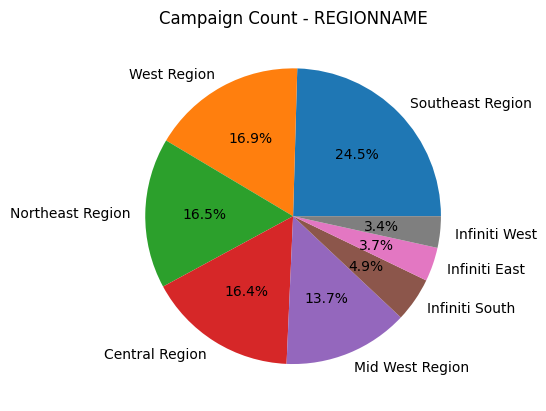 Campaign Count - REGIONNAME
West Region
Southeast Region
16.9%
24.5%
Northeast Region
16.5%
3.4%
Infiniti West
3.7%
Infiniti East
4.9%
16.4%
13.7%
Infiniti South
Central Region
Mid West Region